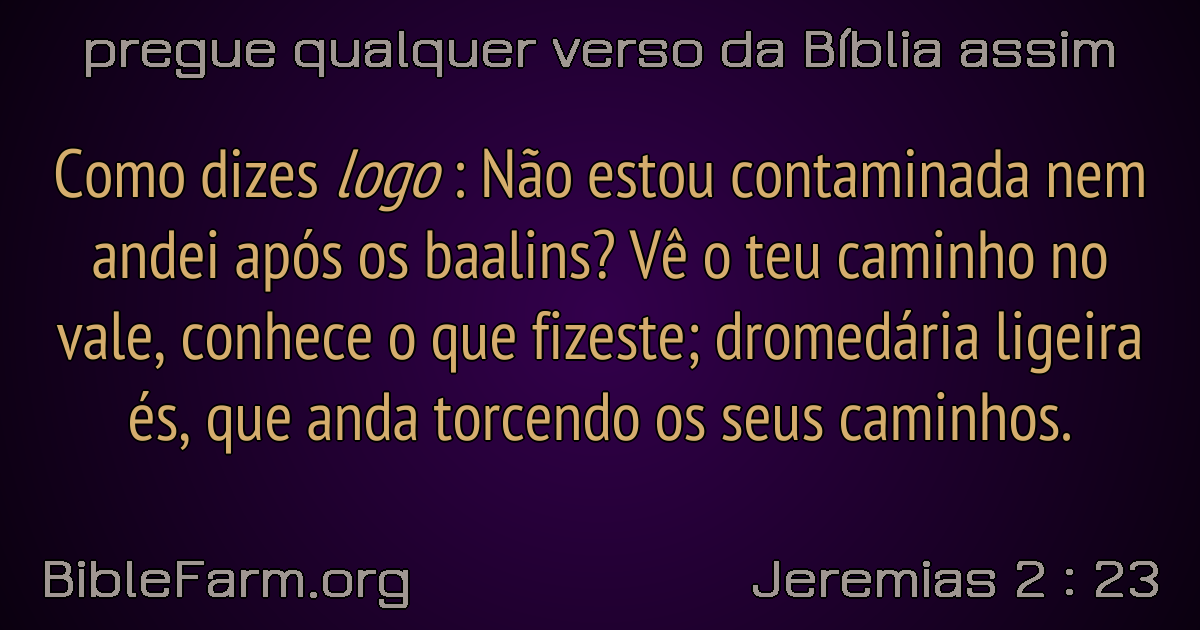 pregue qualquer verso da Bíblia assim
Como dizes logo : Não estou contaminada nem
andei após os baalins? Vê o teu caminho no
vale, conhece o que fizeste; dromedária ligeira
és, que anda torcendo os seus caminhos.
BibleFarm.org
Jeremias 2 : 23